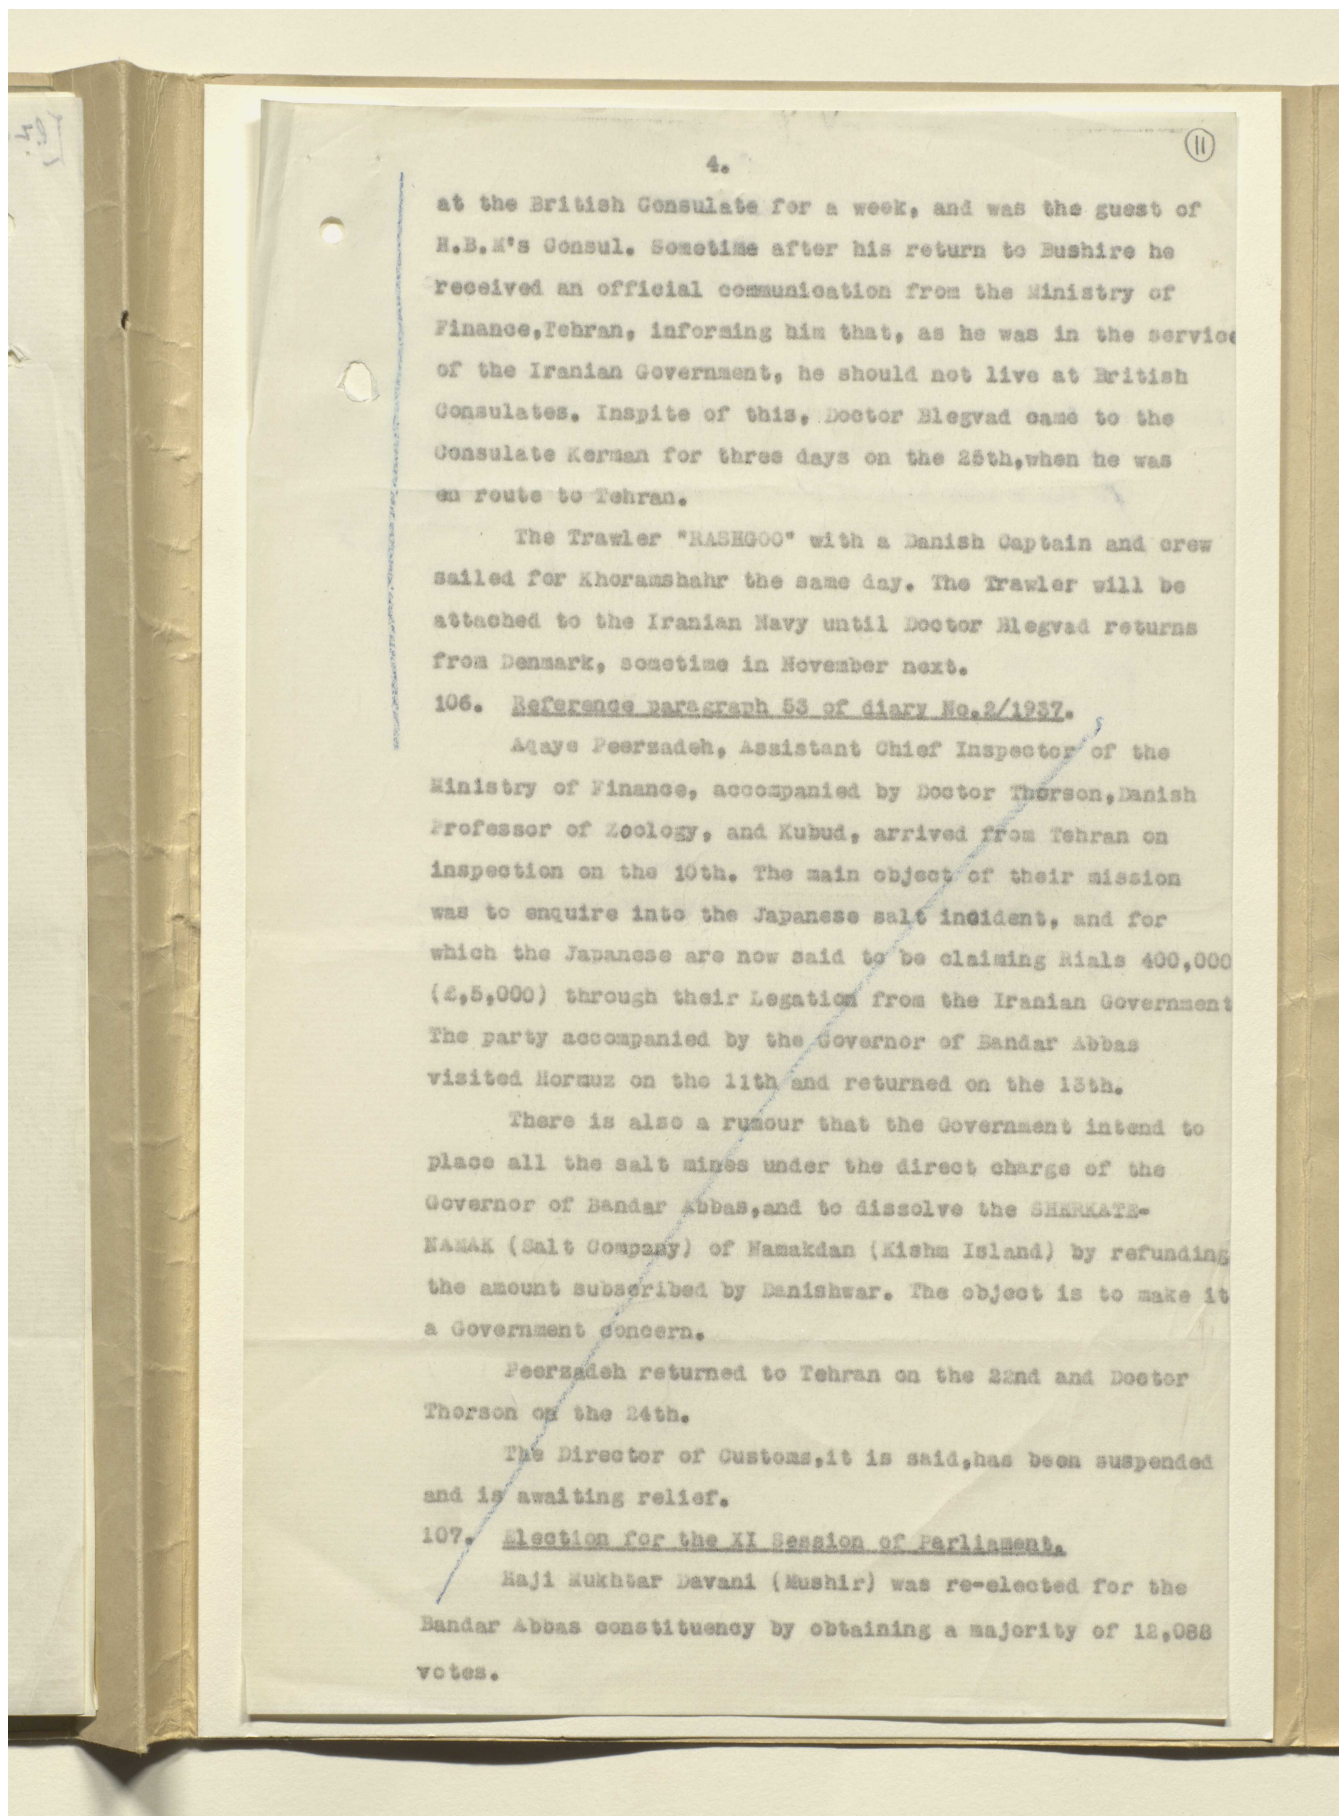 11
4.
at the British Consulate for a week, and was the guest of
H.B.M's Consul. Sometime after his return to Bushire he
received an official communication from the Ministry of
Finance,Tehran, informing him that, as he was in the service
of the Iranian Government, he should not live at British
Consulates. Inspite of this, Doctor Blegvad came to the
Consulate Kerman for three days on the 25th,when he was
en route to Tehran.
The Trawler "RASHGOO" with a Danish Captain and crew
sailed for Khoramshahr the same day. The Trawler will be
attached to the Iranian Navy until Doctor Blegvad returns
from Denmark, sometime in November next.
106. Reference paragraph 53 of diary No.2/1937.
Aqaye Peerzadeh, Assistant Chief Inspector of the
Ministry of Finance, accompanied by Doctor Thorson,Danish
Professor of Zoology, and Kubud, arrived from Tehran on
inspection on the 10th. The main object of their mission
was to enquire into the Japanese salt incident, and for
which the Japanese are now said to be claiming Rials 400,000
(£,5,000) through their Legation from the Iranian Government
The party accompanied by the Governor of Bandar Abbas
visited Hormuz on the 11th and returned on the 13th.
There is also a rumour that the Government intend to
place all the salt mines under the direct charge of the
Governor of Bandar Abbas,and to dissolve the SHERKATE-
NAMAK (Salt Company) of Namakdan (Kishm Island) by refunding
the amount subscribed by Danishwar. The object is to make it
a Government concern.
Peerzadeh returned to Tehran on the 22nd and Doctor
Thorson on the 24th.
The Director of Customs,it is said,has been suspended
and is awaiting relief.
107. Election for the XI Session of Parliament.
Haji Mukhtar Davani (Mushir) was re-elected for the
Bandar Abbas constituency by obtaining a majority of 12,088
votes.